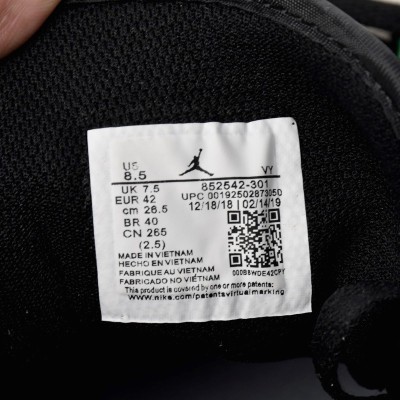 US
8.5
VY
UK 7.5
852542-301
EUR 42
UPC 00192502873050
cm 26.5
12/18/18 | 02/14/19
BR 40
CN 265
(2.5)
MADE IN VIETNAM
HECHO EN VIETNAM
FABRIQUE AU VIETNAM
FABRICADO NO VIÉTNAM
000BBWDE42CPY
This product is covered by one or more patents:
www.nike.com/patentsvirtualmarking